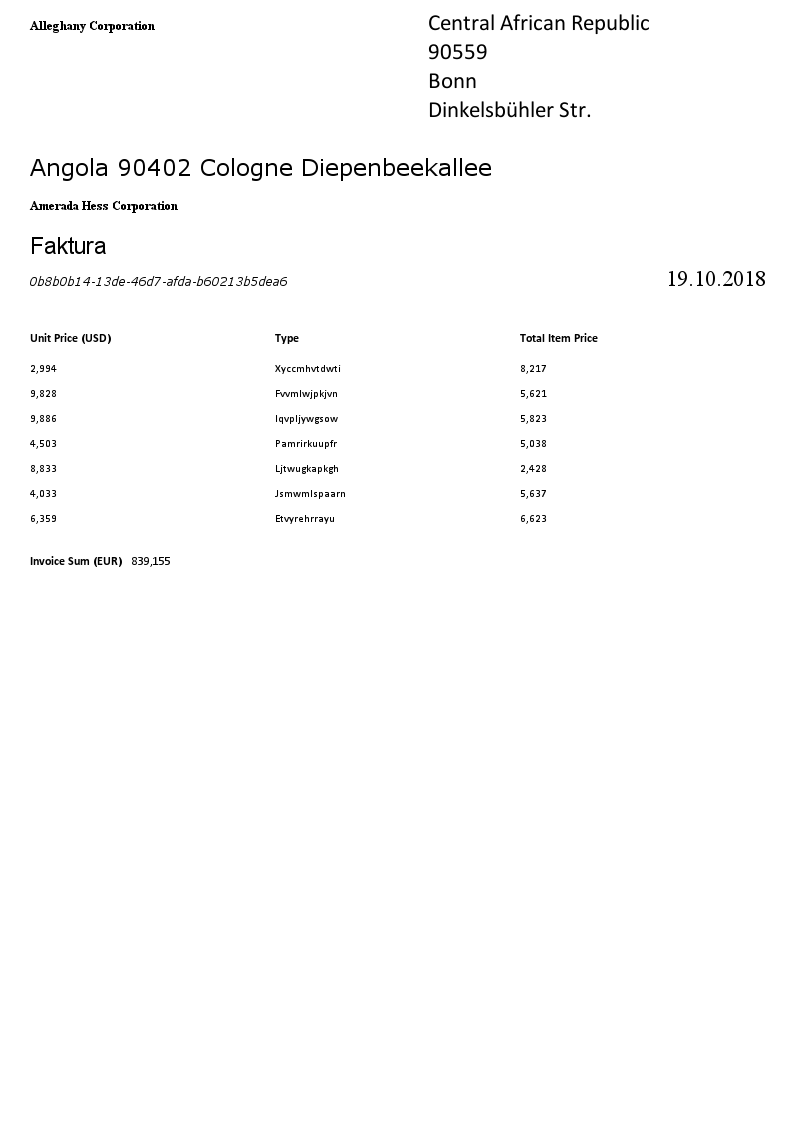 Alleghany Corporation
Central African Republic
90559
Bonn
Dinkelsbühler Str.
Angola 90402 Cologne Diepenbeekallee
Amerada Hess Corporation
Faktura
0b8b0b14-13de-46d7-afda-b60213b5dea6 19.10.2018
Unit Price (USD) Type Total Item Price
2,994 Xyccmhvtdwti 8,217
9,828 Fvvmlwjpkjvn 5,621
9,886 Iqvpljywgsow 5,823
4,503 Pamrirkuupfr 5,038
8,833 Ljtwugkapkgh 2,428
4,033 Jsmwmlspaarn 5,637
6,359 Etvyrehrrayu 6,623
Invoice Sum (EUR) 839,155